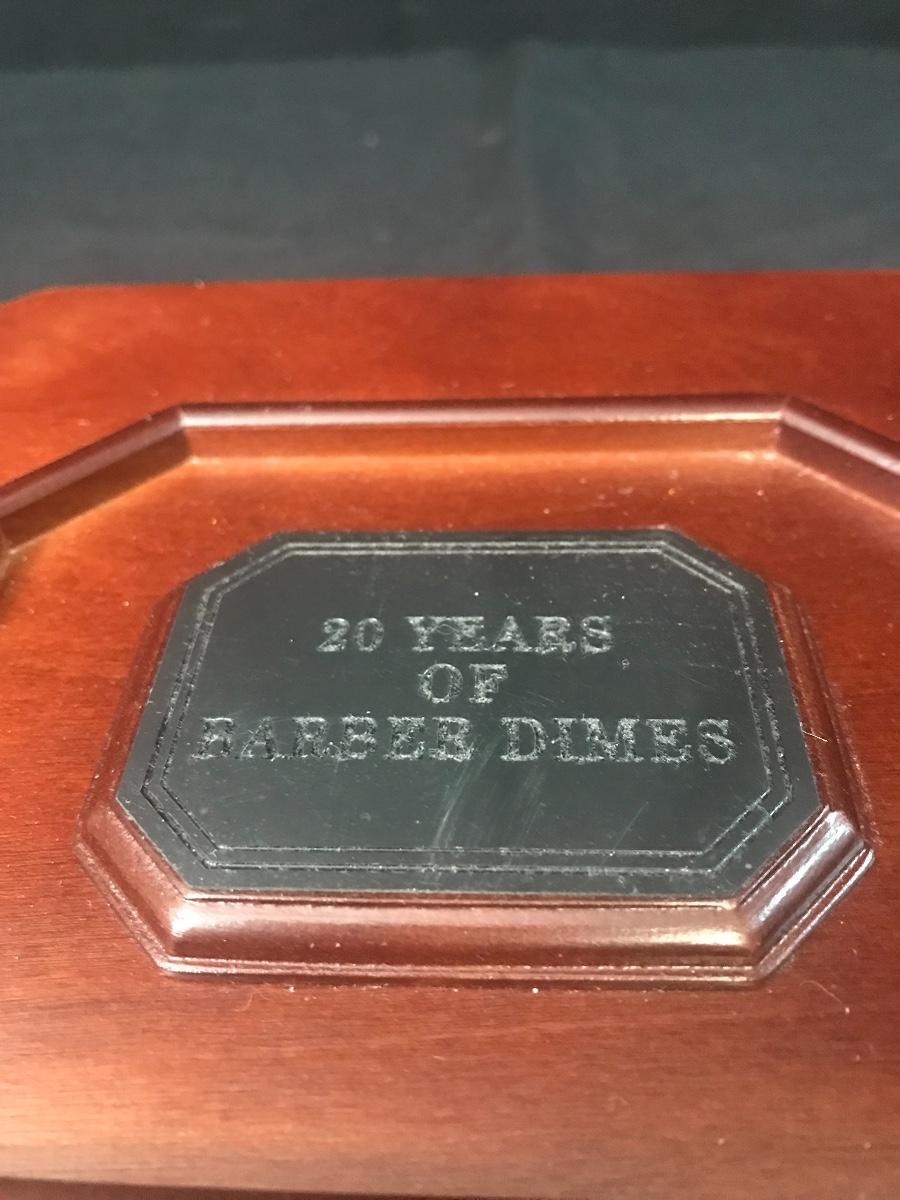 20 YEARS
OF
BARBER DIMES